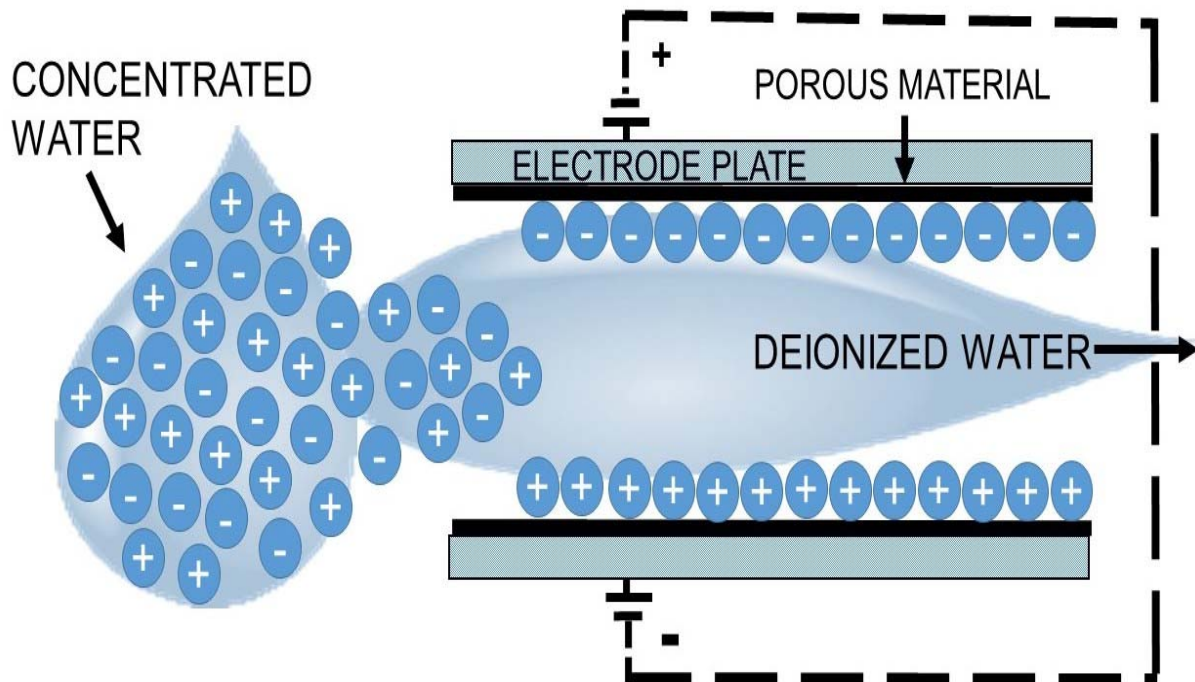 CONCENTRATED
WATER
+
POROUS MATERIAL
ELECTRODE PLATE
- - - - - - - - - - - - -
DEIONIZED WATER
+ + + + + + + + + + + + +
-